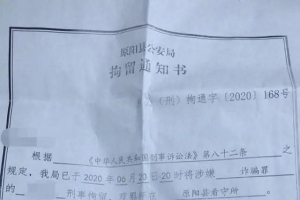 原阳县公安局
拘留通知书
（刑）拘通字〔2020〕168号
根据《中华人民共和国刑事诉讼法》第八十二条之
规定，我局已于2020年06月20日20时将涉嫌诈骗罪
的 刑事拘留，现羁押在原阳县看守所。